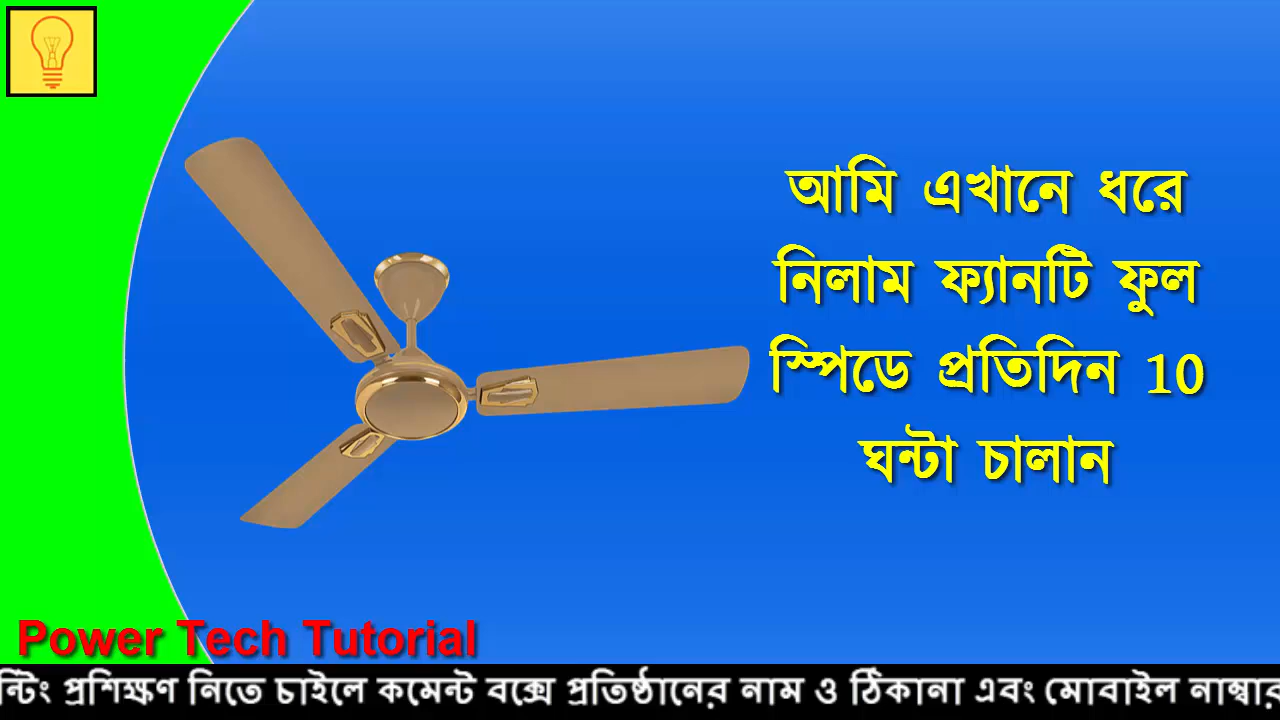 আমি এখানে ধরে
নিলাম ফ্যানটি ফুল
স্পিডে প্রতিদিন 10
ঘন্টা চালান
Power Tech Tutorial
ন্টিং প্রশিক্ষণ নিতে চাইলে কমেন্ট বক্সে প্রতিষ্ঠানের নাম ও ঠিকানা এবং মোবাইল নাম্বার